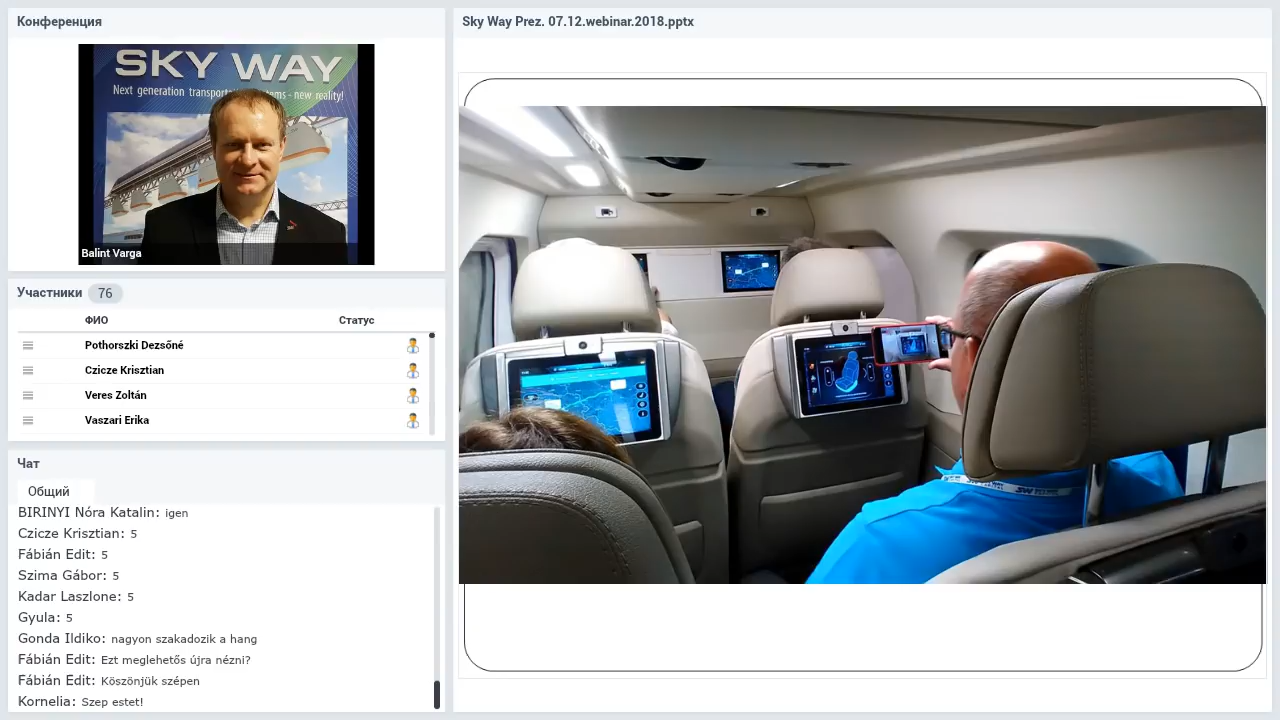 Конференция
SKY WAY
Next generation
new reality!
Balint Varga
Участники 76
ФИО Статус
Pothorszki Dezsőné
Czicze Krisztian
Veres Zoltán
Vaszari Erika
Чат
Общий
BIRINYI Nóra Katalin: igen
Czicze Krisztian: 5
Fábián Edit: 5
Szima Gábor: 5
Kadar Laszlone: 5
Gyula: 5
Gonda Ildiko: nagyon szakadozik a hang
Fábián Edit: Ezt meglehetős újra nézni?
Fábián Edit: Köszönjük szépen
Kornelia: Szep estet!
Sky Way Prez. 07.12.webinar.2018.pptx